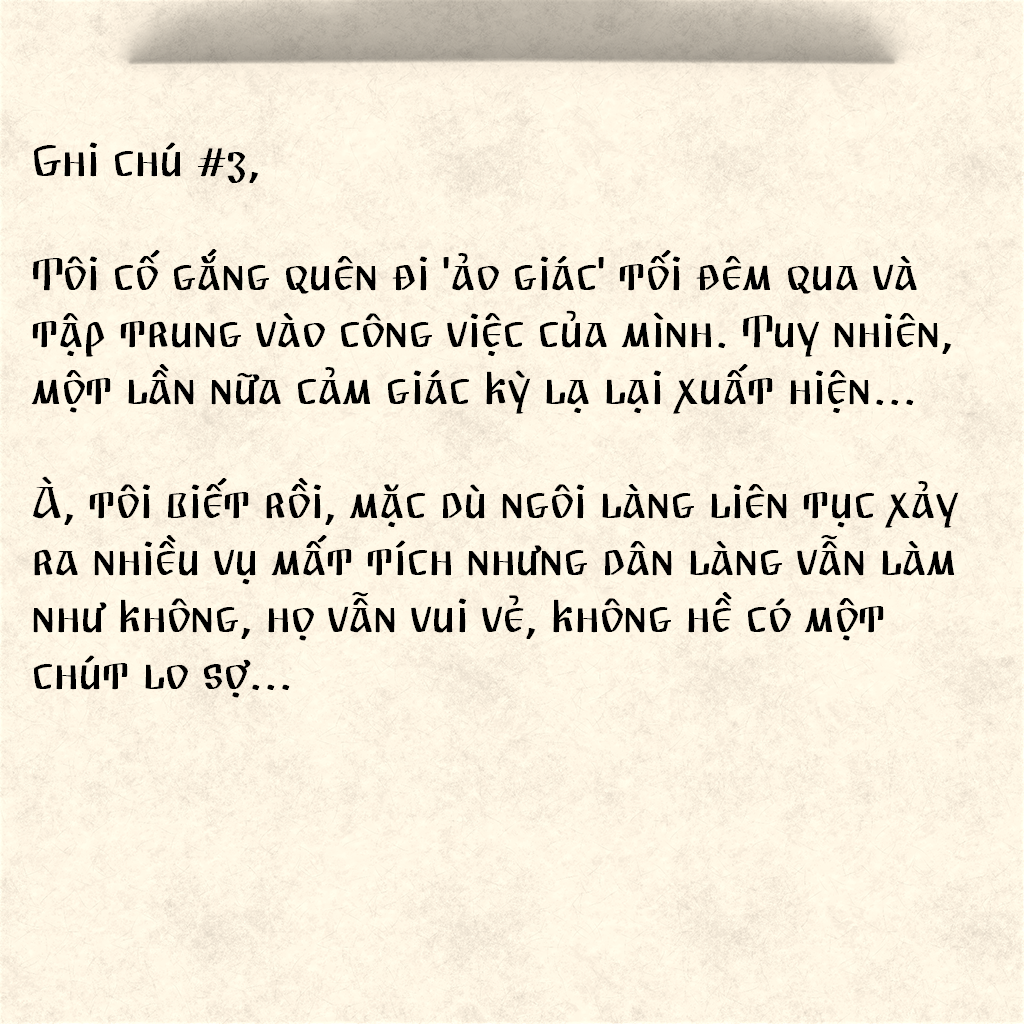 Ghi chú #3,
Tôi cố gắng quên đi 'ảo giác' tối đêm qua và
tập trung vào công việc của mình. Tuy nhiên,
một lần nữa cảm giác kỳ lạ lại xuất hiện...
À, tôi biết rồi, mặc dù ngôi làng liên tục xảy
ra nhiều vụ mất tích nhưng dân làng vẫn làm
như không, họ vẫn vui vẻ, không hề có một
chút lo sợ...